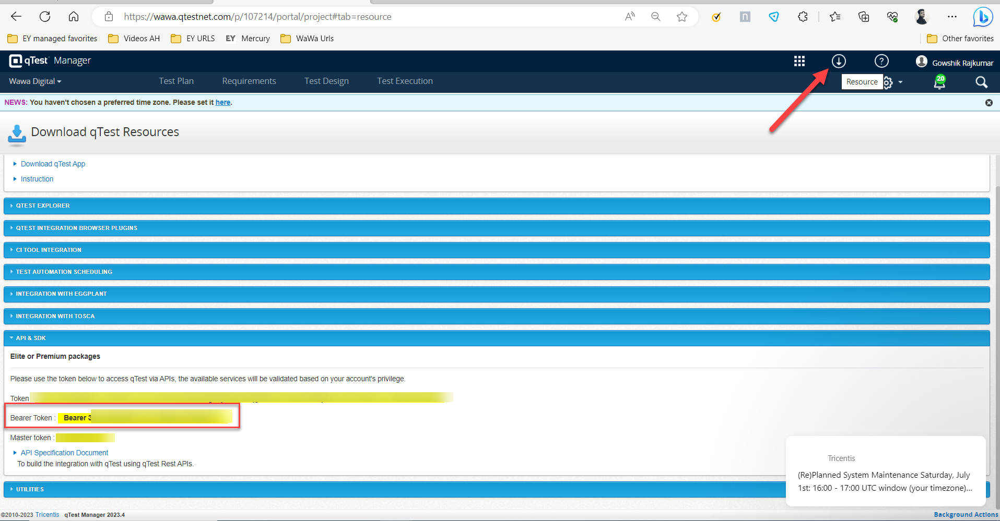 https://wawa.qtestnet.com/p/107214/portal/project#tab=resource
EY managed favorites Videos AH EY URLS EY Mercury WaWa Urls Other favorites
qTest Manager Gowshik Rajkumar
Wawa Digital Test Plan Requirements Test Design Test Execution Resource 20
NEWS: You haven't chosen a preferred time zone. Please set it here.
Download qTest Resources
Download qTest App
Instruction
QTEST EXPLORER
QTEST INTEGRATION BROWSER PLUGINS
CI TOOL INTEGRATION
TEST AUTOMATION SCHEDULING
INTEGRATION WITH EGGPLANT
INTEGRATION WITH TOSCA
API & SDK
Elite or Premium packages
Please use the token below to access qTest via APIs, the available services will be validated based on your account's privilege.
Token
Bearer Token : Bearer 3
Master token :
API Specification Document
To build the integration with qTest using qTest Rest APIs.
Tricentis
(Re)Planned System Maintenance Saturday, July
1st: 16:00 - 17:00 UTC window (your timezone)...
UTILITIES
©2010-2023 Tricentis qTest Manager 2023.4 Background Actions